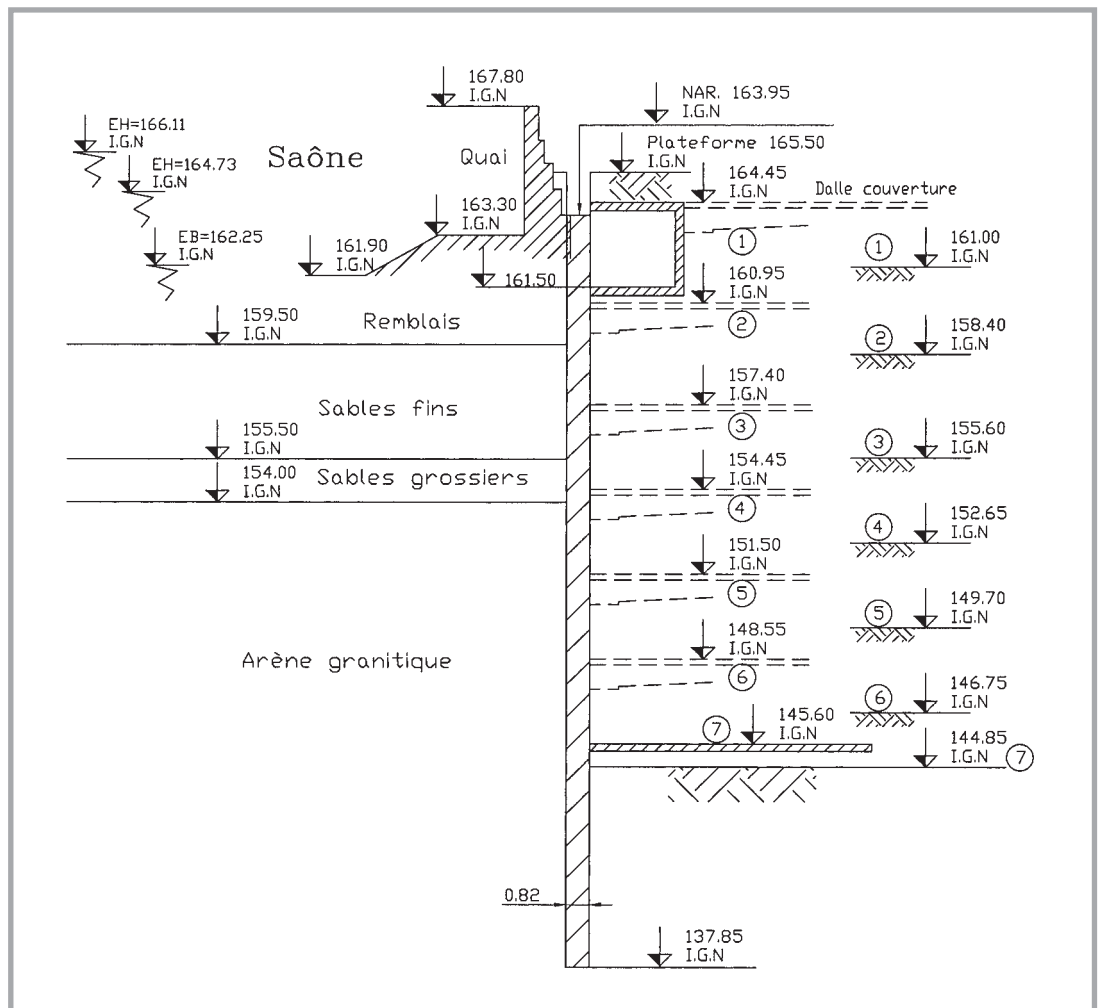 167.80
I.G.N
NAR. 163.95
I.G.N
EH=166.11
I.G.N
Saône
Quai
Plateforme 165.50
I.G.N
EH=164.73
I.G.N
164.45
I.G.N
Dalle couverture
163.30
I.G.N
EB=162.25
I.G.N
161.90
I.G.N
1
1
161.00
I.G.N
161.50
160.95
I.G.N
159.50
I.G.N
Remblais
2
2
158.40
I.G.N
157.40
I.G.N
Sables fins
3
3
155.60
I.G.N
155.50
I.G.N
154.00
I.G.N
Sables grossiers
154.45
I.G.N
4
4
152.65
I.G.N
151.50
I.G.N
5
5
149.70
I.G.N
Arène granitique
148.55
I.G.N
6
6
146.75
I.G.N
7
145.60
I.G.N
144.85
I.G.N
7
0.82
137.85
I.G.N